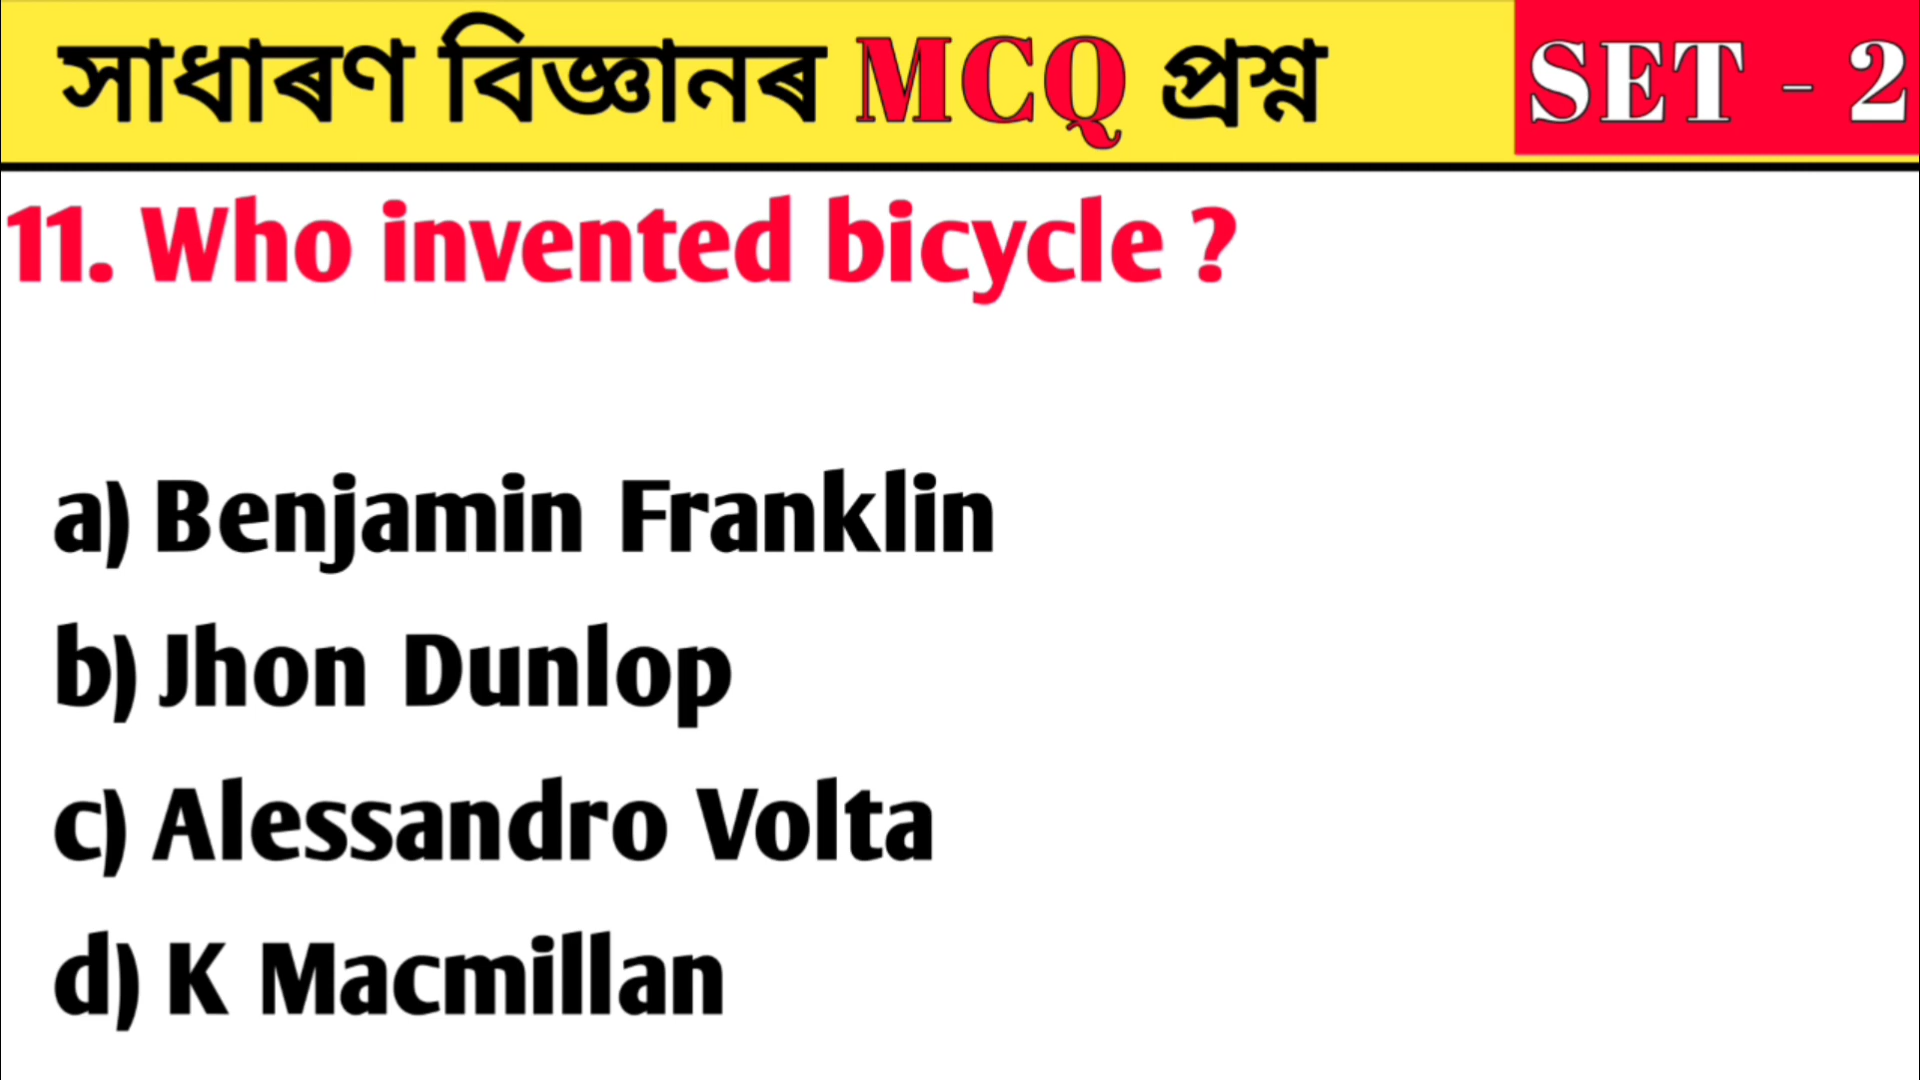 সাধাৰণ বিজ্ঞানৰ MCQ প্ৰশ্ন SET - 2
11. Who invented bicycle ?
a) Benjamin Franklin
b) Jhon Dunlop
c) Alessandro Volta
d) K Macmillan